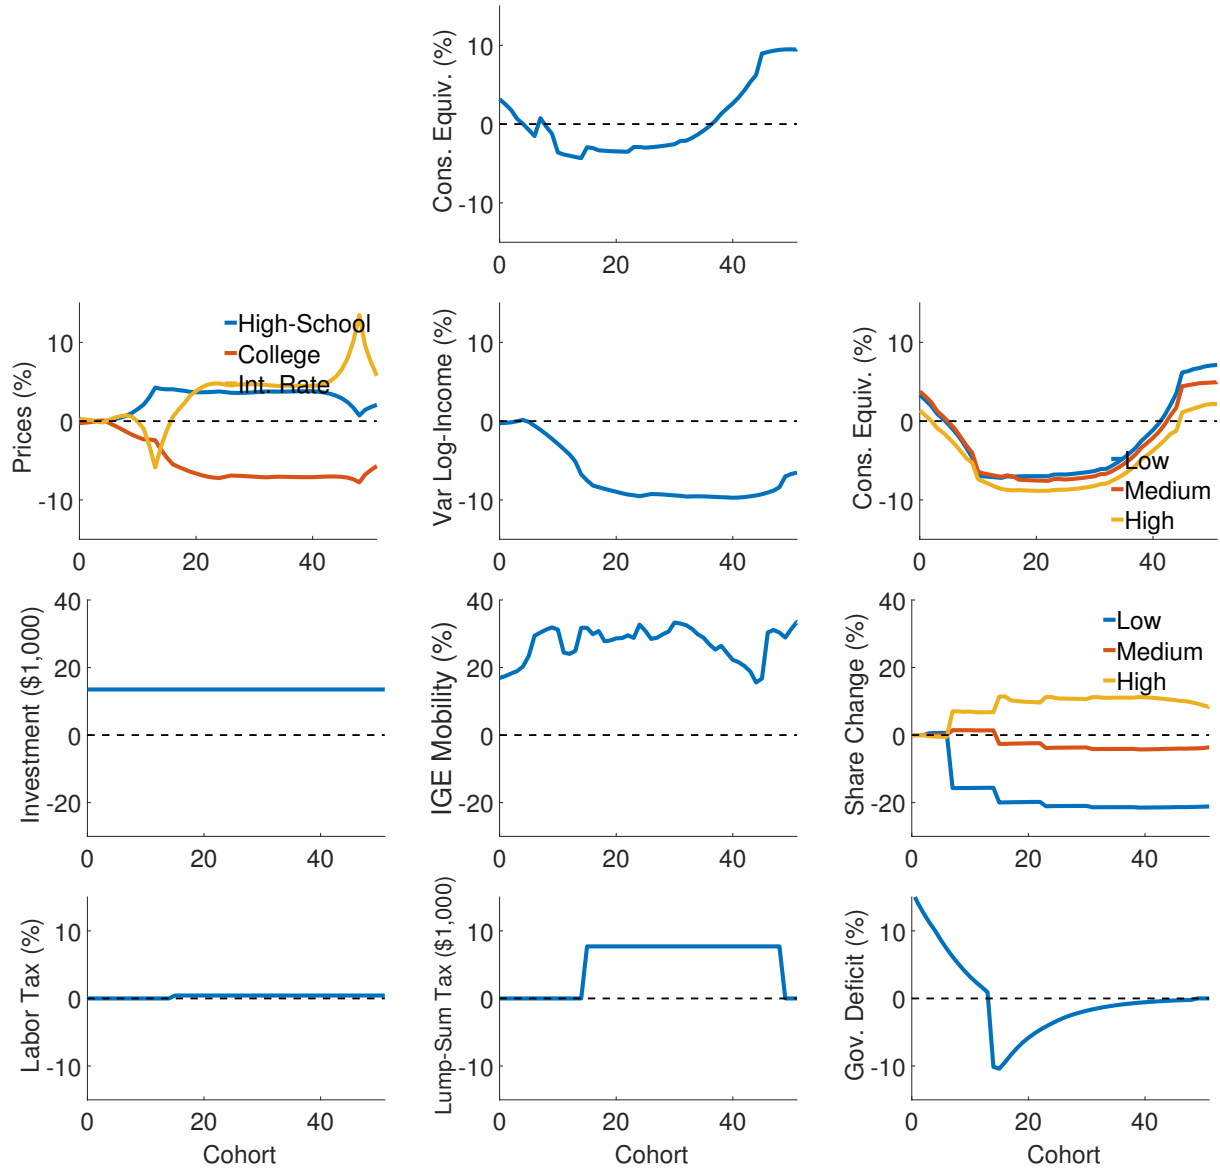 Cons. Equiv. (%)
10
0
-10
0
20
40
Prices (%)
10
0
-10
0
20
40
High-School
College
Int. Rate
Var Log-Income (%)
10
0
-10
0
20
40
Cons. Equiv. (%)
10
0
-10
0
20
40
Low
Medium
High
Investment ($1,000)
40
20
0
-20
0
20
40
IGE Mobility (%)
40
20
0
-20
0
20
40
Share Change (%)
40
20
0
-20
0
20
40
Low
Medium
High
Labor Tax (%)
10
0
-10
0
20
40
Cohort
Lump-Sum Tax ($1,000)
10
0
-10
0
20
40
Cohort
Gov. Deficit (%)
10
0
-10
0
20
40
Cohort